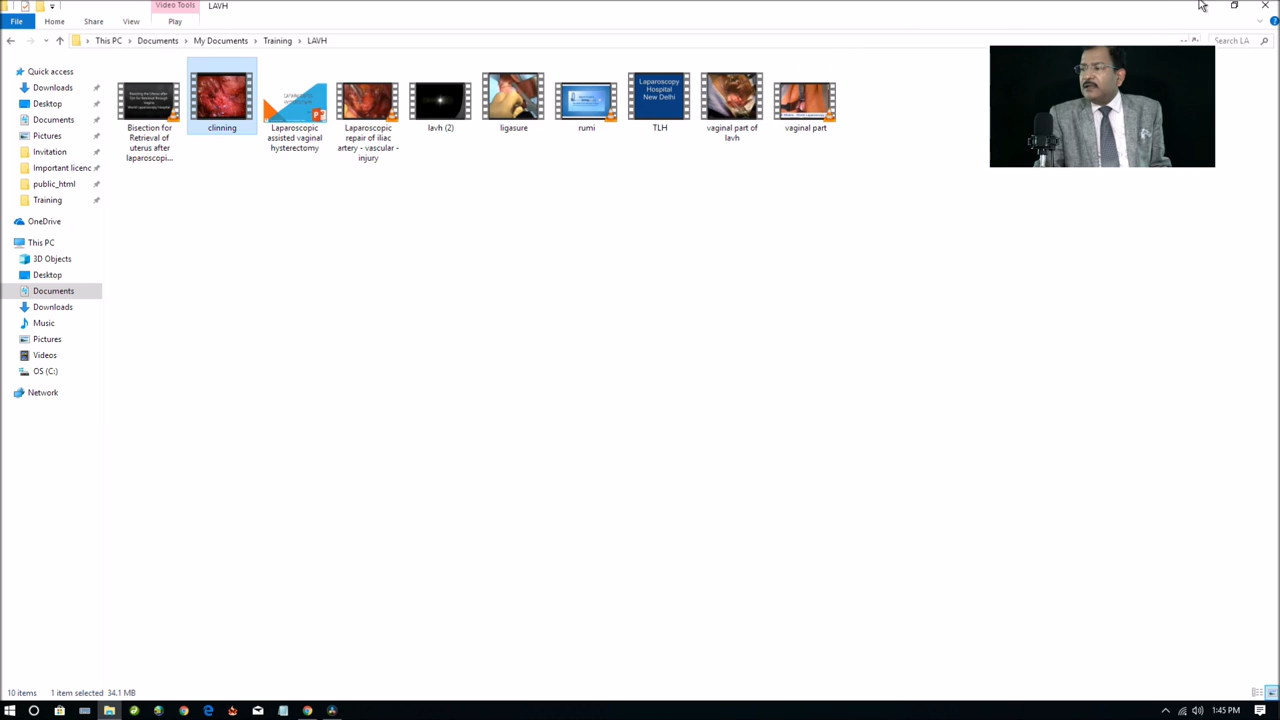 Video Tools
LAVH
File
Home
Share
View
Play
This PC
Documents
My Documents
Training
LAVH
Search LA
Quick access
Downloads
Desktop
Documents
Pictures
Invitation
Important licenc
public_html
Training
OneDrive
This PC
3D Objects
Desktop
Documents
Downloads
Music
Pictures
Videos
OS (C:)
Network
Bisection for
Retrieval of
uterus after
laparoscopi...
clinning
Laparoscopic
assisted vaginal
hysterectomy
Laparoscopic
repair of iliac
artery - vascular -
injury
lavh (2)
ligasure
rumi
Laparoscopy
Hospital
New Delhi
TLH
vaginal part of
lavh
vaginal part
10 items
1 item selected
34.1 MB
1:45 PM